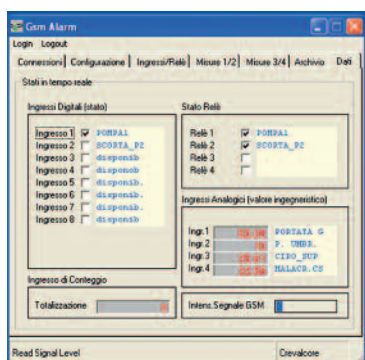 Gsm Alarm
Login Logout
Connessioni Configurazione Ingressi/Relè Misure 1/2 Misure 3/4 Archivio Dati
Stati in tempo reale
Ingressi Digitali (stato)
Ingresso 1 POMPA1
Ingresso 2 SCORTA_P2
Ingresso 3 disponib
Ingresso 4 disponib
Ingresso 5 disponib.
Ingresso 6 disponib.
Ingresso 7 disponib.
Ingresso 8 disponib.
Stato Relè
Relè 1 POMPA1
Relè 2 SCORTA_P2
Relè 3
Relè 4
Ingressi Analogici (valore ingegneristico)
Ingr.1 PORTATA G
Ingr.2 P. UMBR.
Ingr.3 CIRO_SUP
Ingr.4 MALACR.CS
Ingresso di Conteggio
Totalizzazione
Intens.Segnale GSM
Read Signal Level Crevalcore